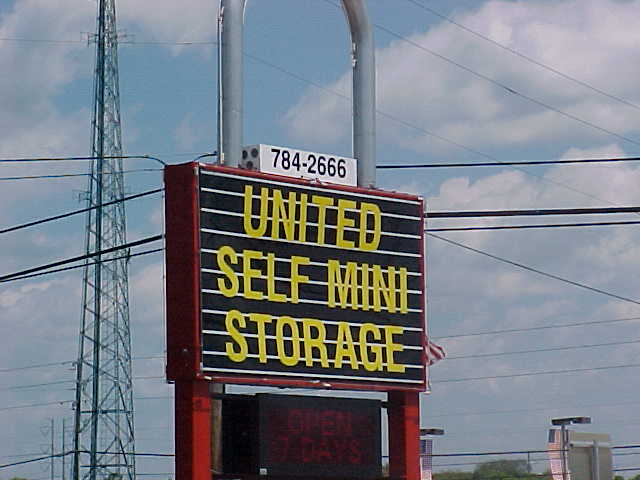 784-2666
UNITED
SELF MINI
STORAGE
OPEN
7 DAYS